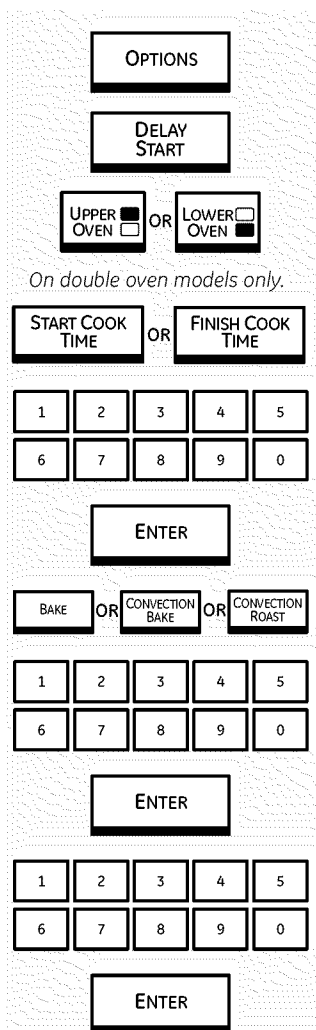 OPTIONS
DELAY
START
UPPER OVEN OR LOWER OVEN
On double oven models only.
START COOK TIME OR FINISH COOK TIME
1 2 3 4 5
6 7 8 9 0
ENTER
BAKE OR CONVECTION BAKE OR CONVECTION ROAST
1 2 3 4 5
6 7 8 9 0
ENTER
1 2 3 4 5
6 7 8 9 0
ENTER